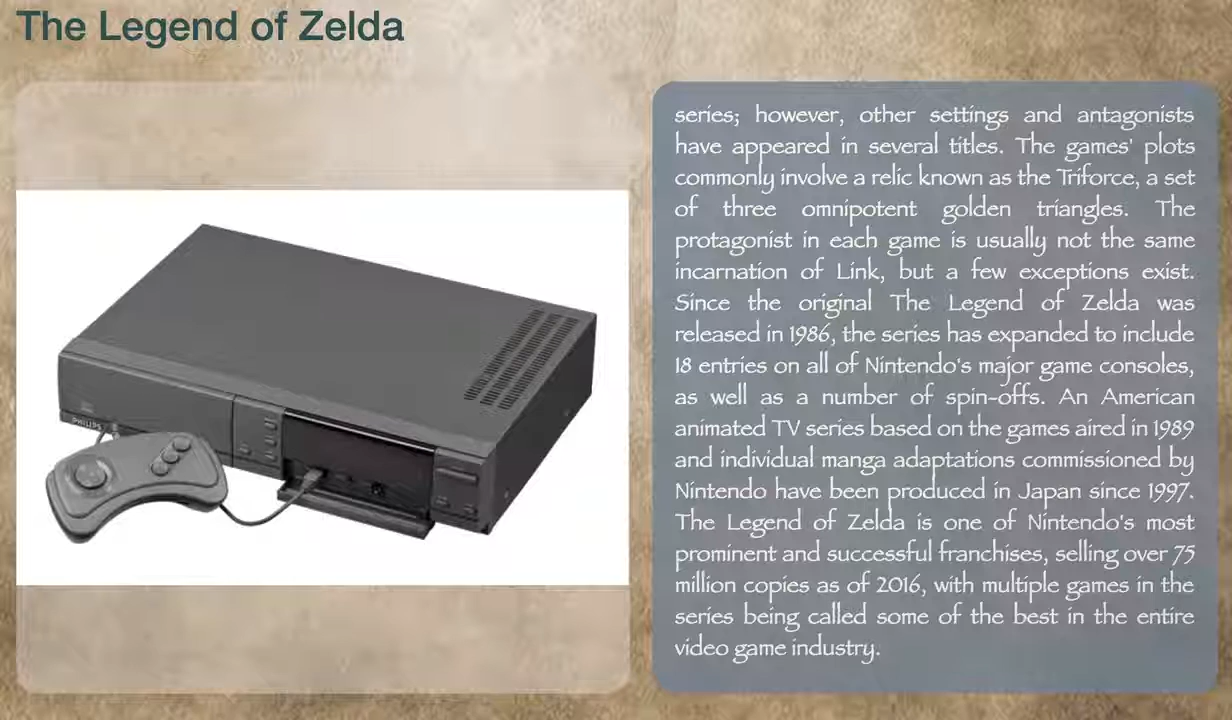 The Legend of Zelda
series; however, other settings and antagonists
have appeared in several titles. The games' plots
commonly involve a relic known as the Triforce, a set
of three omnipotent golden triangles. The
protagonist in each game is usually not the same
incarnation of Link, but a few exceptions exist.
Since the original The Legend of Zelda was
released in 1986, the series has expanded to include
18 entries on all of Nintendo's major game consoles,
as well as a number of spin-offs. An American
animated TV series based on the games aired in 1989
and individual manga adaptations commissioned by
Nintendo have been produced in Japan since 1997.
The Legend of Zelda is one of Nintendo's most
prominent and successful franchises, selling over 75
million copies as of 2016, with multiple games in the
series being called some of the best in the entire
video game industry.
PHILIPS